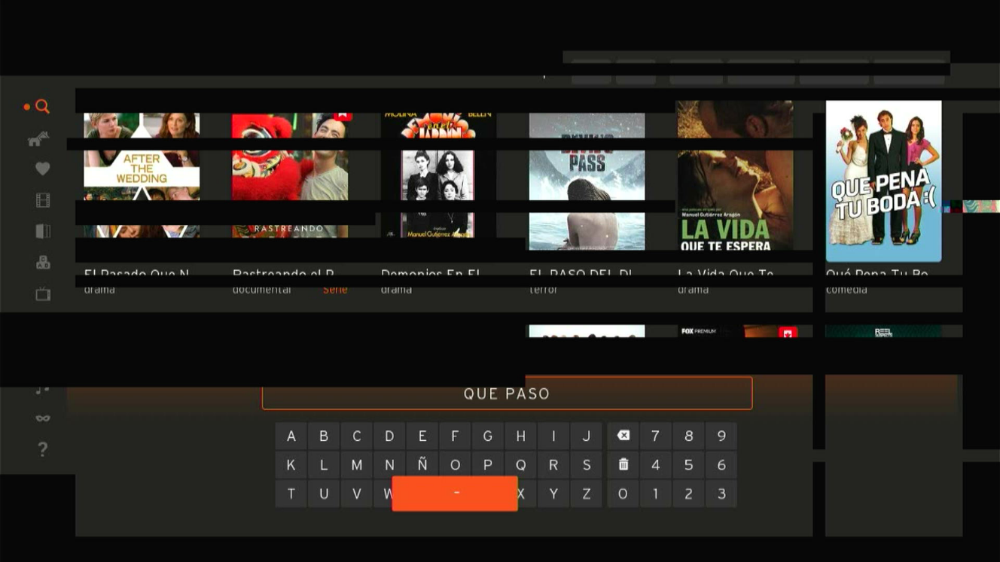 AFTER
THE
WEDDING
RASTREANDO
MOLINA
BELEN
JARDIN
Manuel Gutiérrez Aragón
PASS
Manuel Gutiérrez Aragón
LA VIDA
QUE TE ESPERA
QUE PENA
TU BODA :(
El Pasado Que N
Rastreando el P
Demonios En El
EL PASO DEL DI
La Vida Que Te
Qué Pena Tu Bo
drama
documental Serie
drama
terror
drama
comedia
FOX PREMIUM
QUE PASO
A B C D E F G H I J 7 8 9
K L M N Ñ O P Q R S 4 5 6
T U V W - X Y Z 0 1 2 3
?